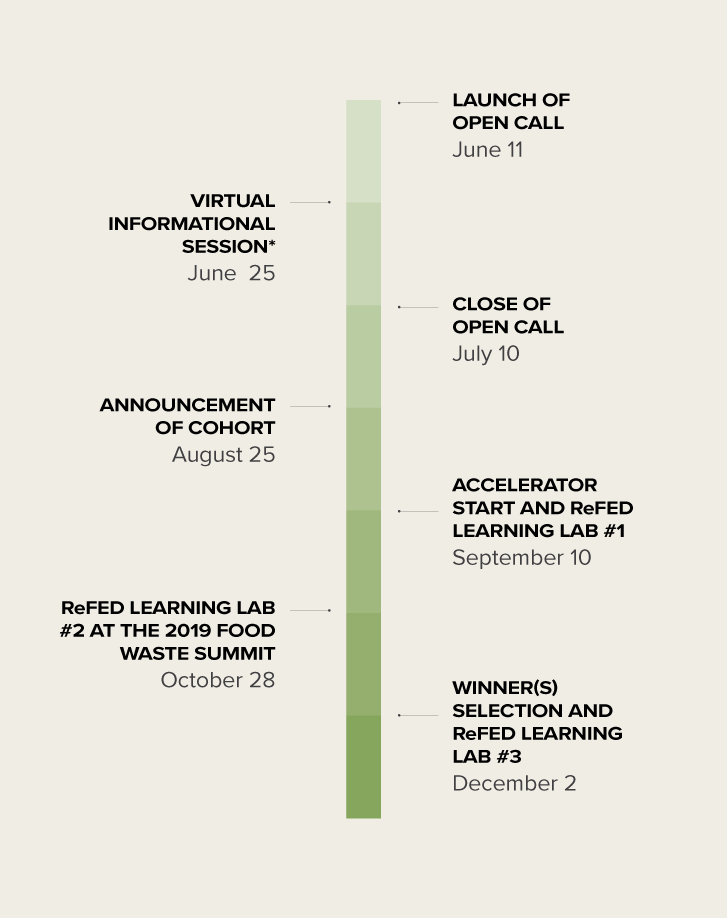 LAUNCH OF
OPEN CALL
June 11
VIRTUAL
INFORMATIONAL
SESSION*
June  25
CLOSE OF
OPEN CALL
July 10
ANNOUNCEMENT
OF COHORT
August 25
ACCELERATOR
START AND ReFED
LEARNING LAB #1
September 10
ReFED LEARNING LAB
#2 AT THE 2019 FOOD
WASTE SUMMIT
October 28
WINNER(S)
SELECTION AND
ReFED LEARNING
LAB #3
December 2